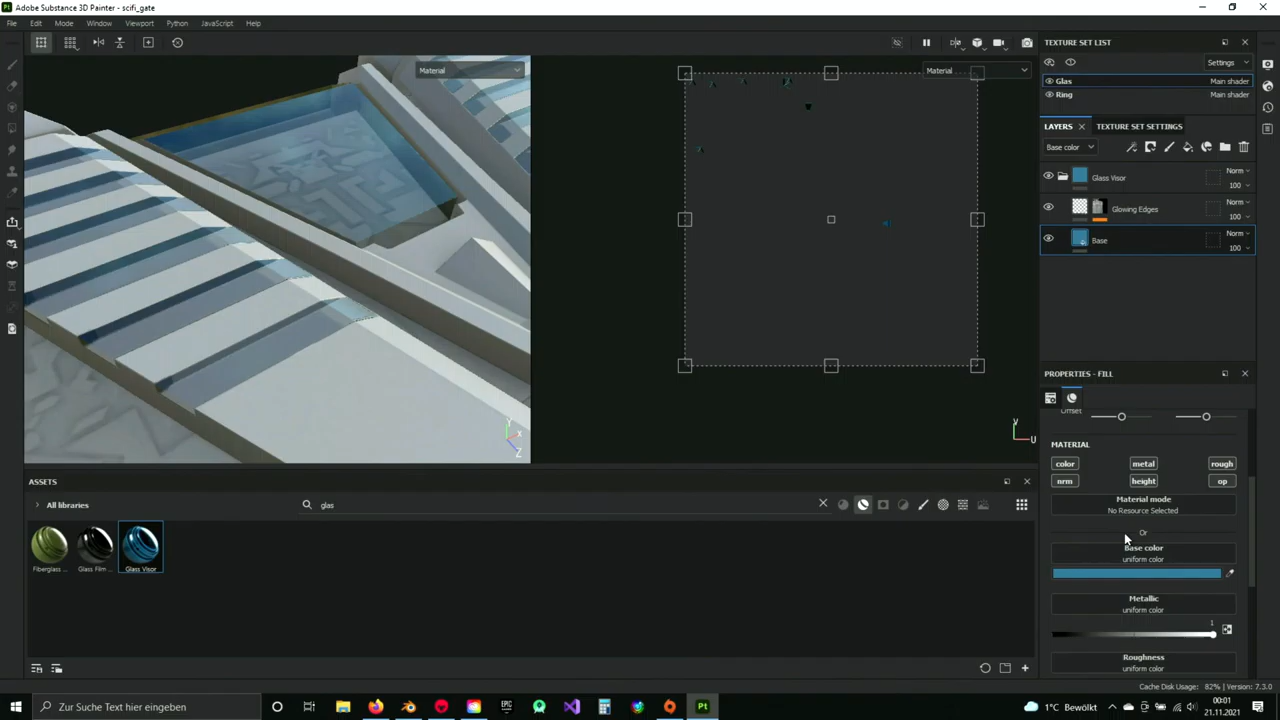 Adobe Substance 3D Painter - scifi_gate
File Edit Mode Window Viewport Python JavaScript Help
Material
Material
Y
X
Z
V
U
TEXTURE SET LIST
Settings
Glas Main shader
Ring Main shader
LAYERS TEXTURE SET SETTINGS
Base color
Glass Visor Norm
100
Glowing Edges Norm
100
Base Norm
100
PROPERTIES - FILL
Offset
MATERIAL
color metal rough
nrm height op
Material mode
No Resource Selected
Or
Base color
uniform color
Metallic
uniform color
1
Roughness
uniform color
ASSETS
All libraries glas
Fiberglass ... Glass Film ... Glass Visor
Cache Disk Usage: 82% | Version: 7.3.0
Zur Suche Text hier eingeben
EPIC
Pt
1°C Bewölkt
00:01
21.11.2021